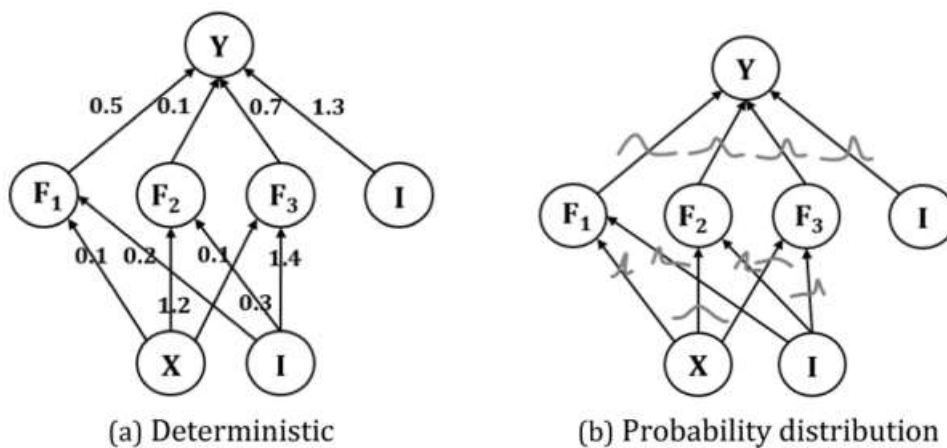 Y
Y
0.5 0.1 0.7 1.3
F1 F2 F3 I
F1 F2 F3 I
0.1 0.2 0.1 1.4
1.2 0.3
X I
X I
(a) Deterministic
(b) Probability distribution